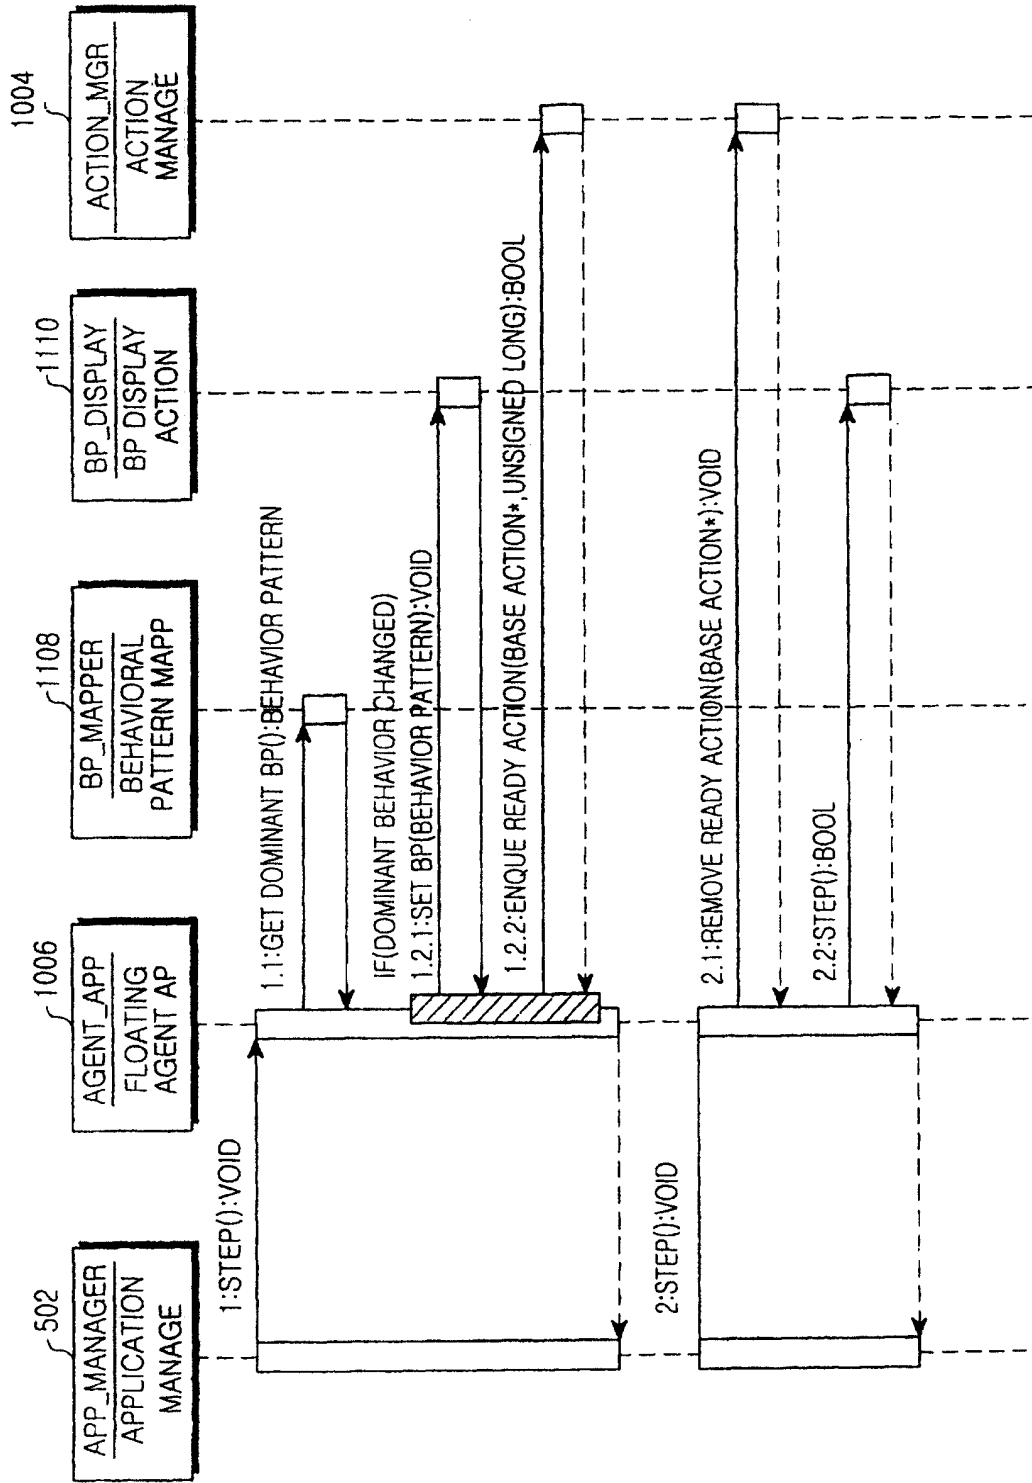 502
APP_MANAGER
APPLICATION
MANAGE
1006
AGENT_APP
FLOATING
AGENT AP
1108
BP_MAPPER
BEHAVIORAL
PATTERN MAPP
1110
BP_DISPLAY
BP DISPLAY
ACTION
1004
ACTION_MGR
ACTION
MANAGE
1:STEP():VOID
1.1:GET DOMINANT BP():BEHAVIOR PATTERN
IF(DOMINANT BEHAVIOR CHANGED)
1.2.1:SET BP(BEHAVIOR PATTERN):VOID
1.2.2:ENQUE READY ACTION(BASE ACTION*,UNSIGNED LONG):BOOL
2:STEP():VOID
2.1:REMOVE READY ACTION(BASE ACTION*):VOID
2.2:STEP():BOOL